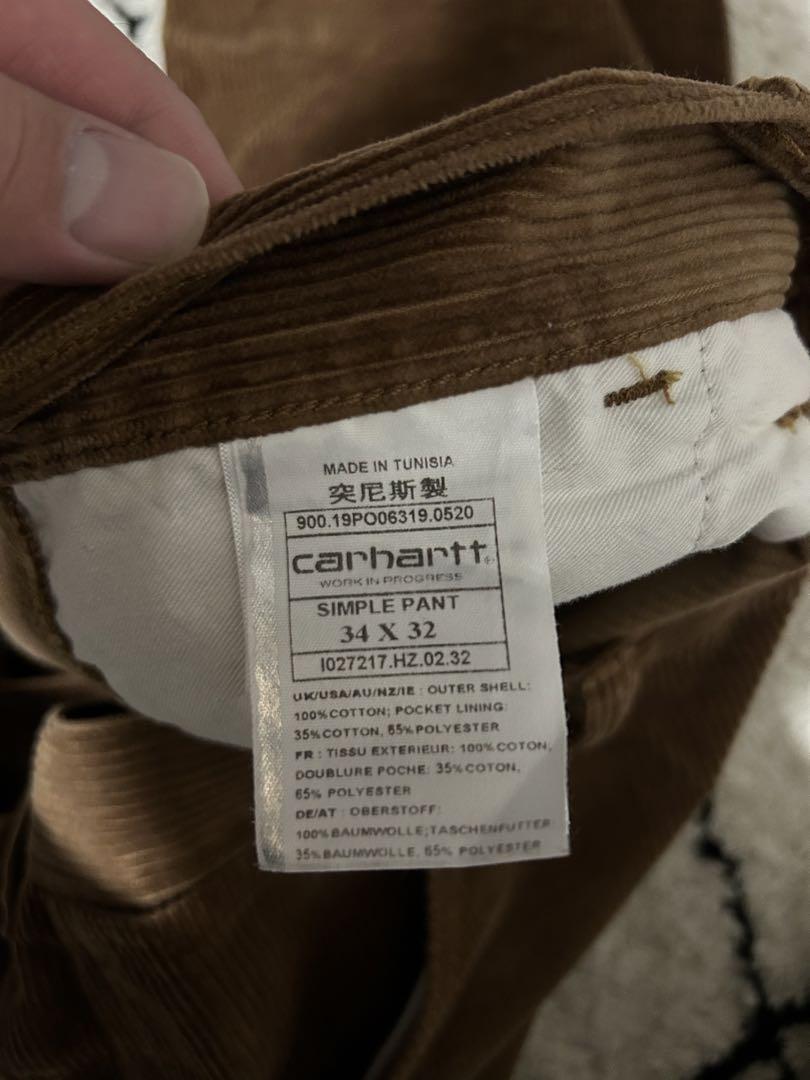 MADE IN TUNISIA
突尼斯製
900.19PO06319.0520
carhartt®
WORK IN PROGRESS
SIMPLE PANT
34 X 32
I027217.HZ.02.32
UK/USA/AU/NZ/IE : OUTER SHELL:
100%COTTON; POCKET LINING:
35%COTTON, 65%POLYESTER
FR : TISSU EXTERIEUR: 100%COTON,
DOUBLURE POCHE: 35%COTON,
65% POLYESTER
DE/AT : OBERSTOFF:
100%BAUMWOLLE;TASCHENFUTTER:
35%BAUMWOLLE, 65% POLYESTER